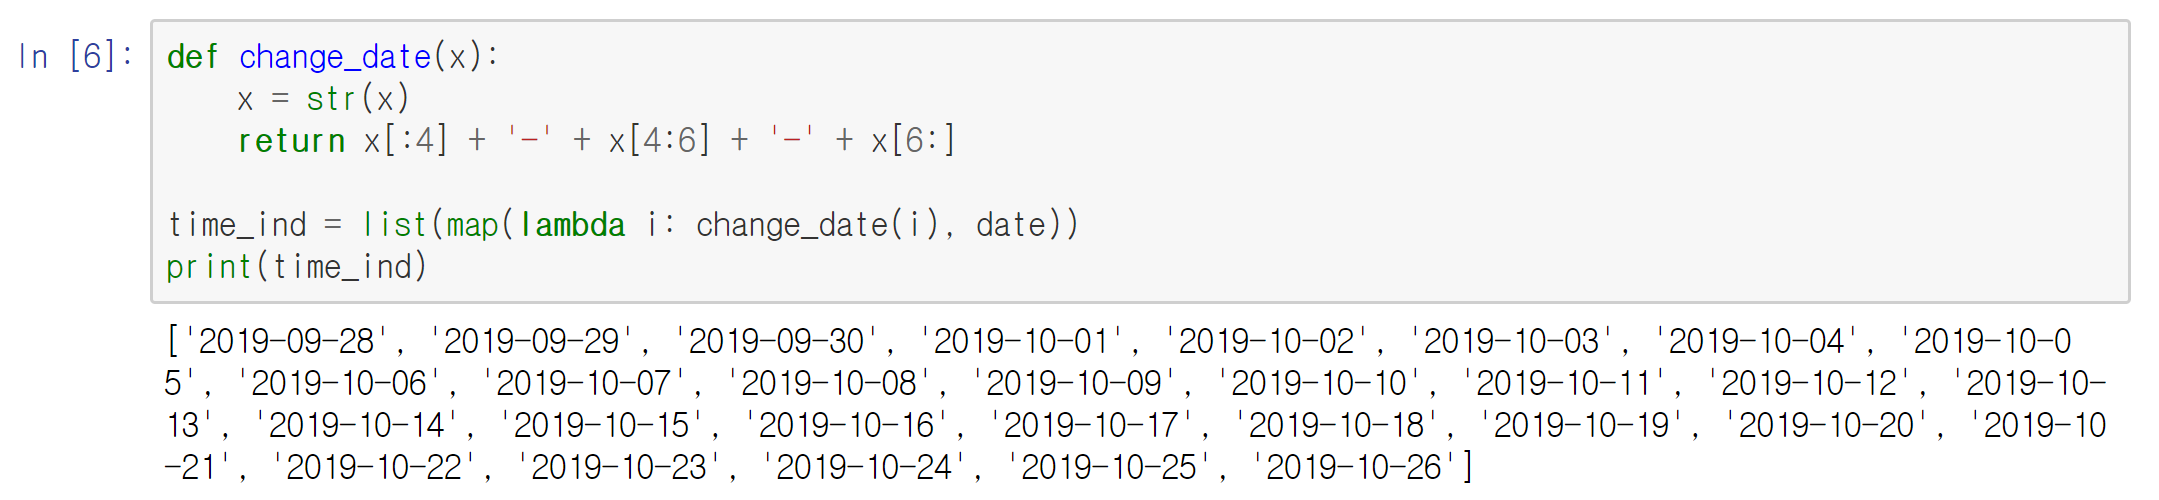 In [6]: def change_date(x):
    x = str(x)
    return x[:4] + '-' + x[4:6] + '-' + x[6:]
time_ind = list(map(lambda i: change_date(i), date))
print(time_ind)
['2019-09-28', '2019-09-29', '2019-09-30', '2019-10-01', '2019-10-02', '2019-10-03', '2019-10-04', '2019-10-0
5', '2019-10-06', '2019-10-07', '2019-10-08', '2019-10-09', '2019-10-10', '2019-10-11', '2019-10-12', '2019-10-
13', '2019-10-14', '2019-10-15', '2019-10-16', '2019-10-17', '2019-10-18', '2019-10-19', '2019-10-20', '2019-10
-21', '2019-10-22', '2019-10-23', '2019-10-24', '2019-10-25', '2019-10-26']